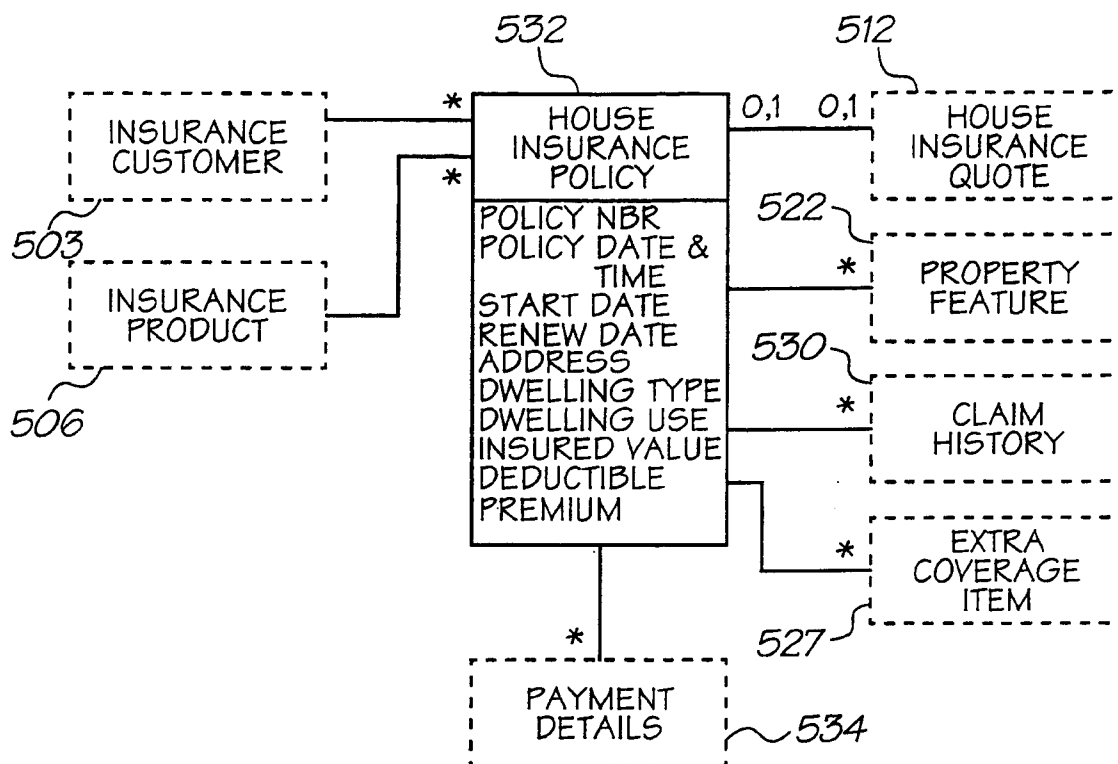 532
512
INSURANCE
CUSTOMER
503
*
*
HOUSE
INSURANCE
POLICY
0,1 0,1
HOUSE
INSURANCE
QUOTE
INSURANCE
PRODUCT
506
POLICY NBR
POLICY DATE &
TIME
START DATE
RENEW DATE
ADDRESS
DWELLING TYPE
DWELLING USE
INSURED VALUE
DEDUCTIBLE
PREMIUM
522
*
PROPERTY
FEATURE
530
*
CLAIM
HISTORY
*
EXTRA
COVERAGE
ITEM
527
*
PAYMENT
DETAILS
534